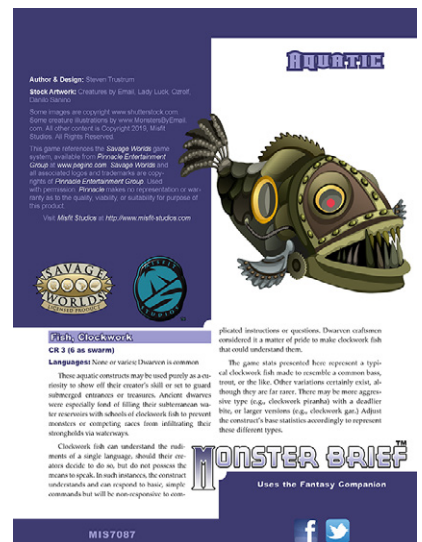 AQUATIC
Author & Design: Steven Trustrum
Stock Artwork: Creatures by Email, Lady Luck, Catrolf,
Danilo Sanino
Some images are copyright www.shutterstock.com.
Some creature illustrations by www.MonstersByEmail.
com. All other content is Copyright 2019, Misfit
Studios. All Rights Reserved.
This game references the Savage Worlds game
system, available from Pinnacle Entertainment
Group at www.peginc.com. Savage Worlds and
all associated logos and trademarks are copy-
rights of Pinnacle Entertainment Group. Used
with permission. Pinnacle makes no representation or war-
ranty as to the quality, viability, or suitability for purpose of
this product.
Visit Misfit Studios at http://www.misfit-studios.com
SAVAGE
WORLDS
LICENSED PRODUCT
MISFIT
STUDIOS
Fish, Clockwork
CR 3 (6 as swarm)
Languages: None or varies; Dwarven is common
These aquatic constructs may be used purely as a cu-
riosity to show off their creator's skill or set to guard
submerged entrances or treasures. Ancient dwarves
were especially fond of filling their subterranean wa-
ter reservoirs with schools of clockwork fish to prevent
monsters or competing races from infiltrating their
strongholds via waterways.
Clockwork fish can understand the rudi-
ments of a single language, should their cre-
ators decide to do so, but do not possess the
means to speak. In such instances, the construct
understands and can respond to basic, simple
commands but will be non-responsive to com-
plicated instructions or questions. Dwarven craftsmen
considered it a matter of pride to make clockwork fish
that could understand them.
The game stats presented here represent a typi-
cal clockwork fish made to resemble a common bass,
trout, or the like. Other variations certainly exist, al-
though they are far rarer. There may be more aggres-
sive type (e.g., clockwork piranha) with a deadlier
bite, or larger versions (e.g., clockwork gar.) Adjust
the construct's base statistics accordingly to represent
these different types.
MONSTER BRIEF™
Uses the Fantasy Companion
MIS7087